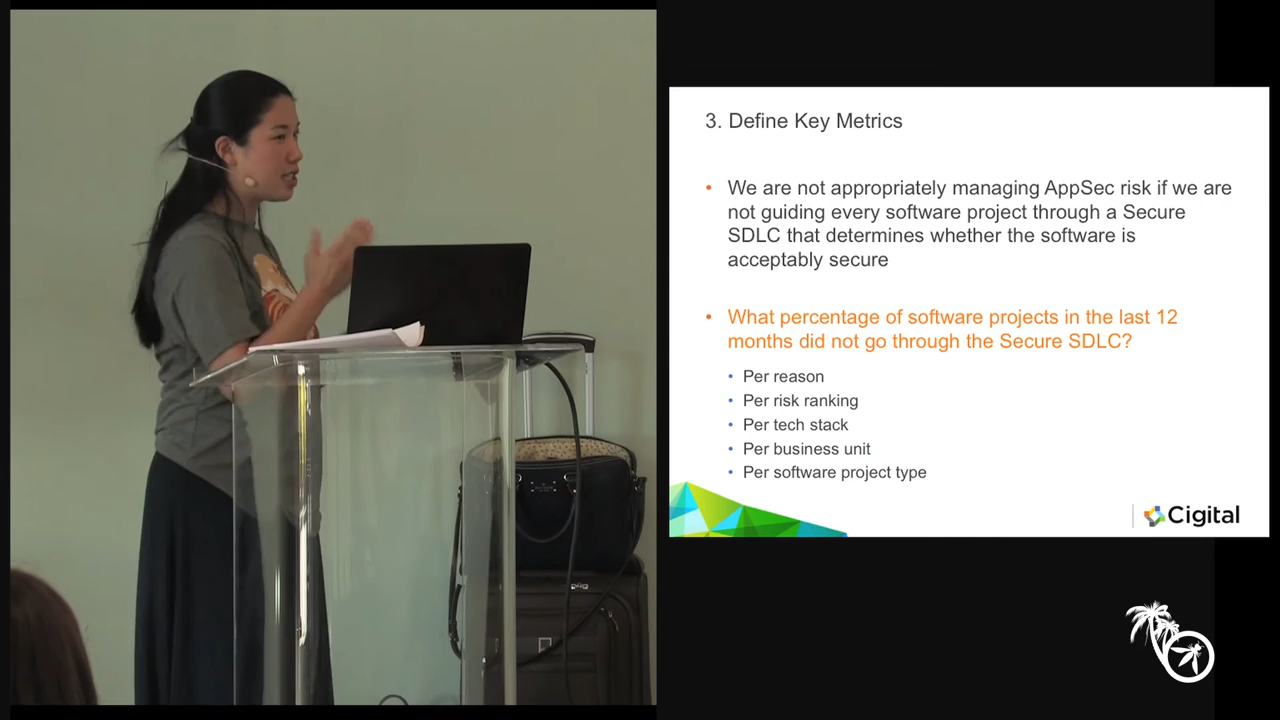 3. Define Key Metrics
• We are not appropriately managing AppSec risk if we are
not guiding every software project through a Secure
SDLC that determines whether the software is
acceptably secure
• What percentage of software projects in the last 12
months did not go through the Secure SDLC?
• Per reason
• Per risk ranking
• Per tech stack
• Per business unit
• Per software project type
Cigital